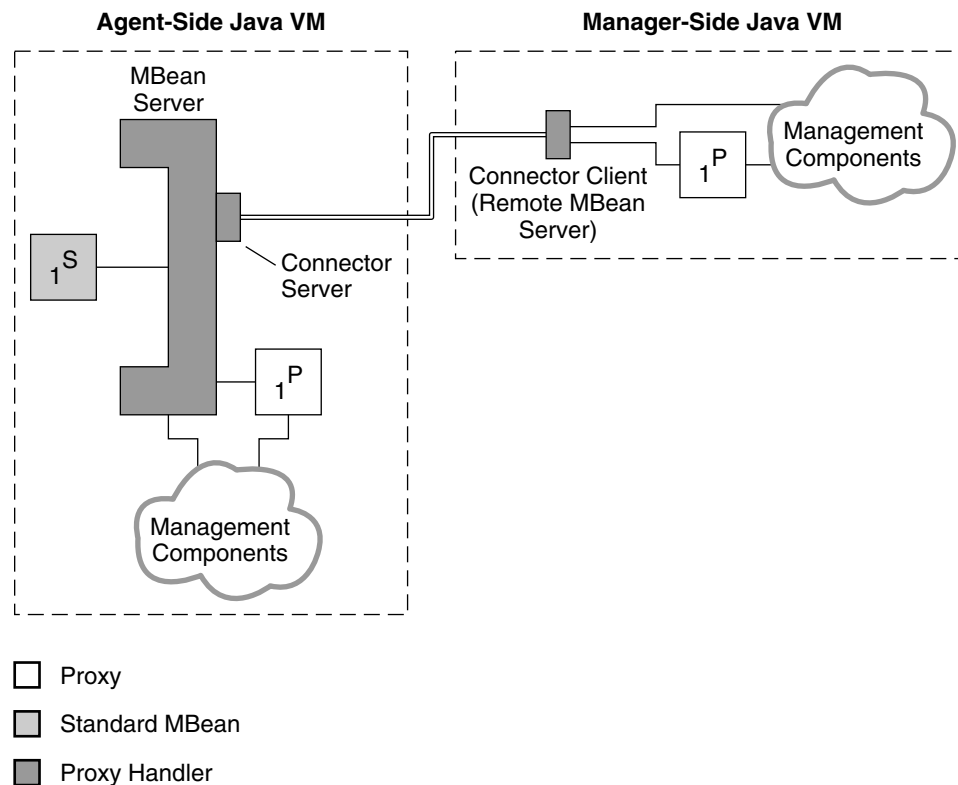 Agent-Side Java VM
Manager-Side Java VM
MBean
Server
Management
Components
1P
Connector Client
(Remote MBean
Server)
1S
Connector
Server
1P
Management
Components
Proxy
Standard MBean
Proxy Handler